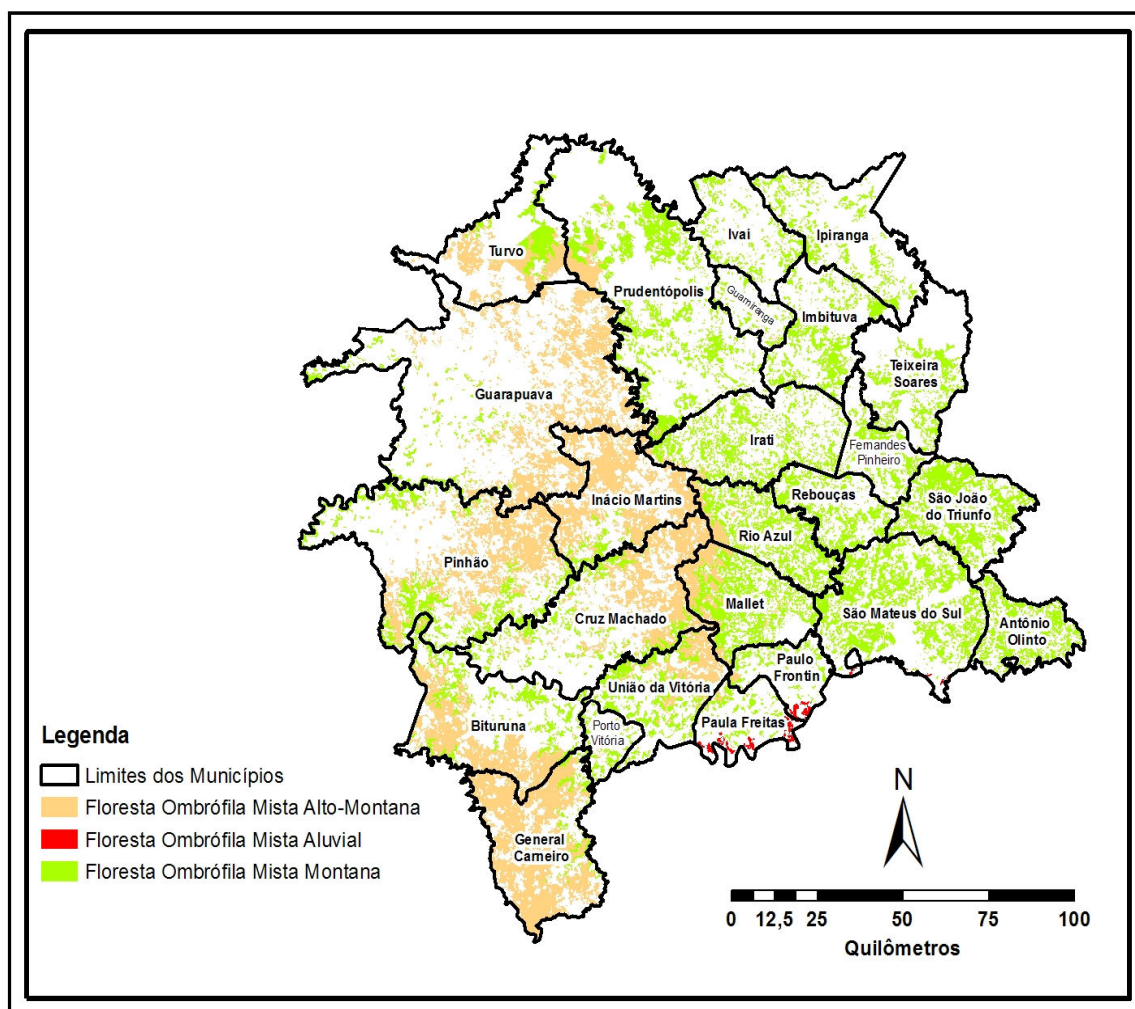 Ivai
Ipiranga
Turvo
Prudentópolis
Guamiranga
Imbituva
Teixeira
Soares
Guarapuava
Irati
Fernandes
Pinheiro
Inácio Martins
Rebouças
São João
do Triunfo
Rio Azul
Pinhão
Mallet
São Mateus do Sul
Cruz Machado
Antônio
Olinto
Paulo
Frontin
União da Vitória
Bituruna
Porto
Vitória
Paula Freitas
General
Carneiro
Legenda
Limites dos Municípios
Floresta Ombrófila Mista Alto-Montana
Floresta Ombrófila Mista Aluvial
Floresta Ombrófila Mista Montana
N
0 12,5 25 50 75 100
Quilômetros